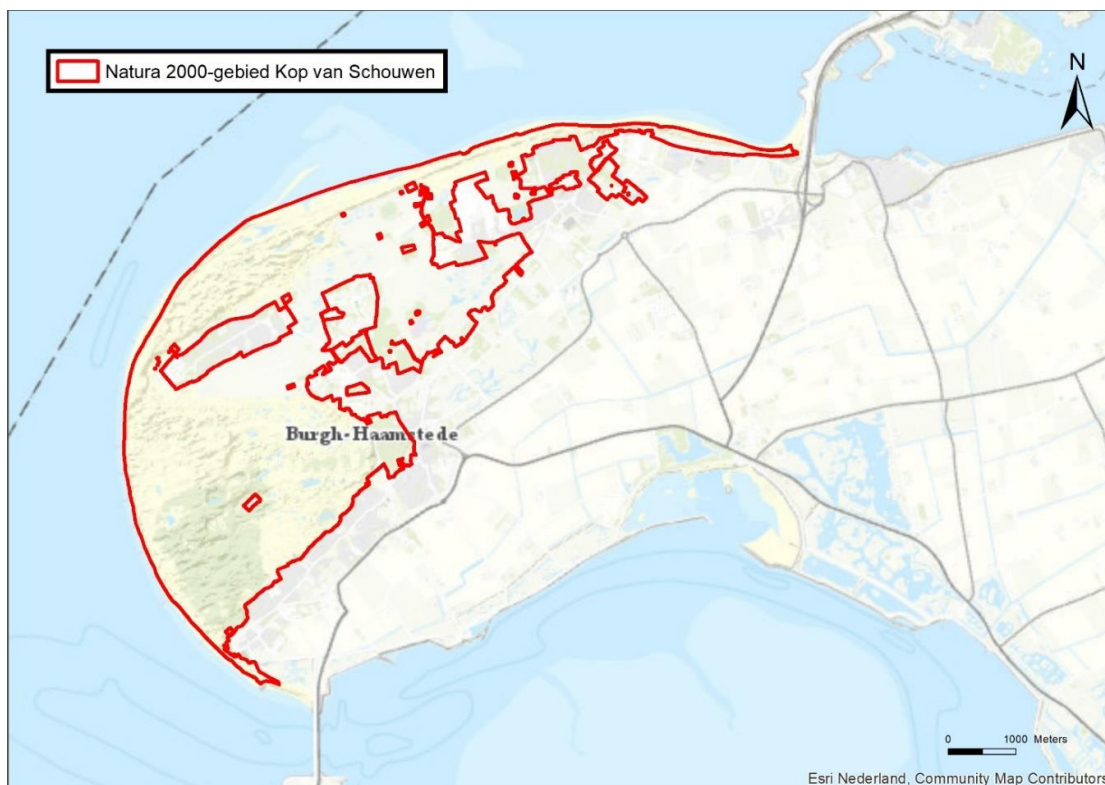 Natura 2000-gebied Kop van Schouwen
N
Burgh-Haamstede
0 1000 Meters
Esri Nederland, Community Map Contributors